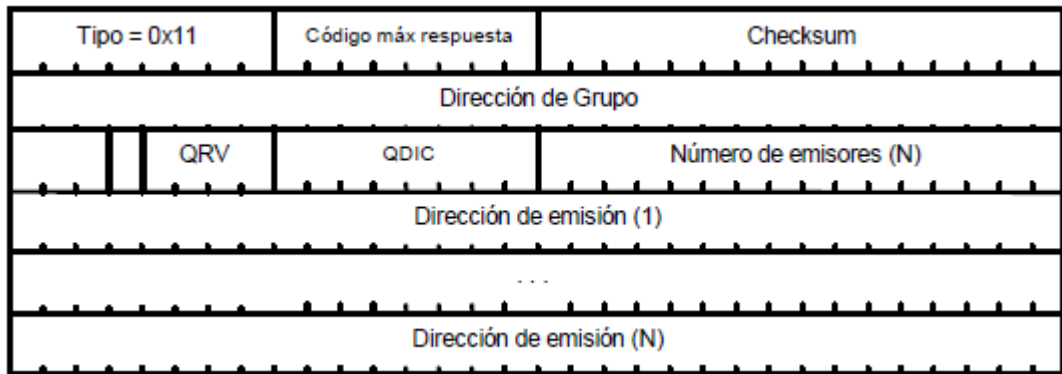 Tipo = 0x11 Código máx respuesta Checksum
Dirección de Grupo
QRV QDIC Número de emisores (N)
Dirección de emisión (1)
. . .
Dirección de emisión (N)